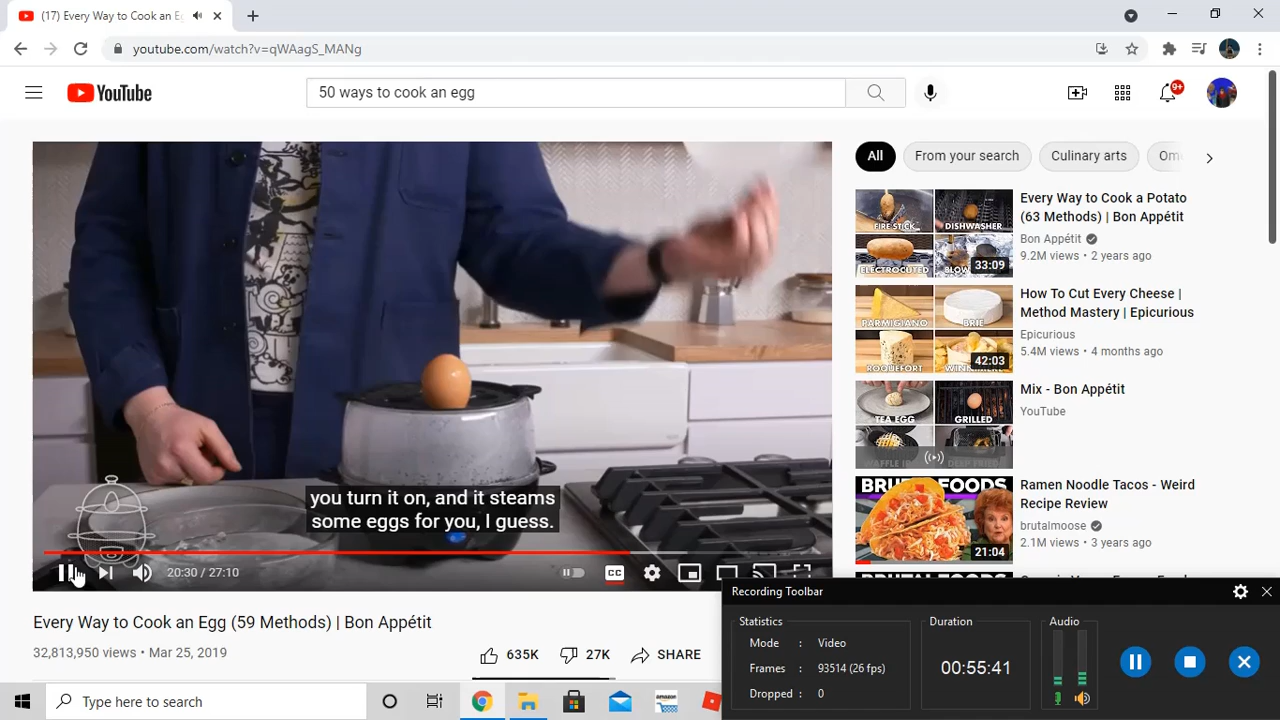 (17) Every Way to Cook an E
youtube.com/watch?v=qWAagS_MANg
YouTube
50 ways to cook an egg
9+
you turn it on, and it steams
some eggs for you, I guess.
CC
20:30 / 27:10
Every Way to Cook an Egg (59 Methods) | Bon Appétit
32,813,950 views • Mar 25, 2019
635K
27K
SHARE
All
From your search
Culinary arts
Om
FIRE STICK
DISHWASHER
ELECTROCUTED
BLOW
33:09
Every Way to Cook a Potato
(63 Methods) | Bon Appétit
Bon Appétit
9.2M views • 2 years ago
PARMIGIANO
BRIE
ROQUEFORT
42:03
How To Cut Every Cheese |
Method Mastery | Epicurious
Epicurious
5.4M views • 4 months ago
TEA EGG
GRILLED
WAFFLE
DEEP FRIED
Mix - Bon Appétit
YouTube
BRUTALFOODS
21:04
Ramen Noodle Tacos - Weird
Recipe Review
brutalmoose
2.1M views • 3 years ago
Recording Toolbar
Statistics
Mode : Video
Frames : 93514 (26 fps)
Dropped : 0
Duration
00:55:41
Audio
Type here to search
amazon